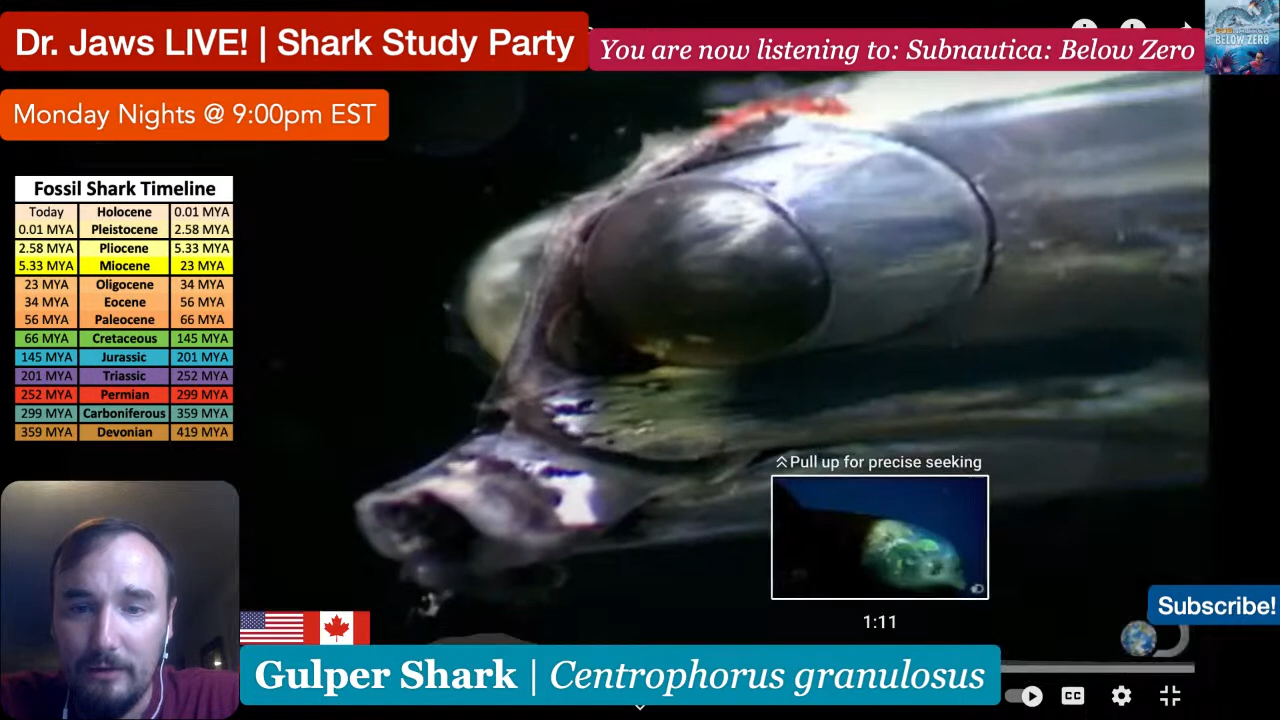 Dr. Jaws LIVE! | Shark Study Party
You are now listening to: Subnautica: Below Zero
BELOW ZERO
Monday Nights @ 9:00pm EST
Fossil Shark Timeline
Today Holocene 0.01 MYA
0.01 MYA Pleistocene 2.58 MYA
2.58 MYA Pliocene 5.33 MYA
5.33 MYA Miocene 23 MYA
23 MYA Oligocene 34 MYA
34 MYA Eocene 56 MYA
56 MYA Paleocene 66 MYA
66 MYA Cretaceous 145 MYA
145 MYA Jurassic 201 MYA
201 MYA Triassic 252 MYA
252 MYA Permian 299 MYA
299 MYA Carboniferous 359 MYA
359 MYA Devonian 419 MYA
Pull up for precise seeking
1:11
Subscribe!
Gulper Shark | Centrophorus granulosus
CC